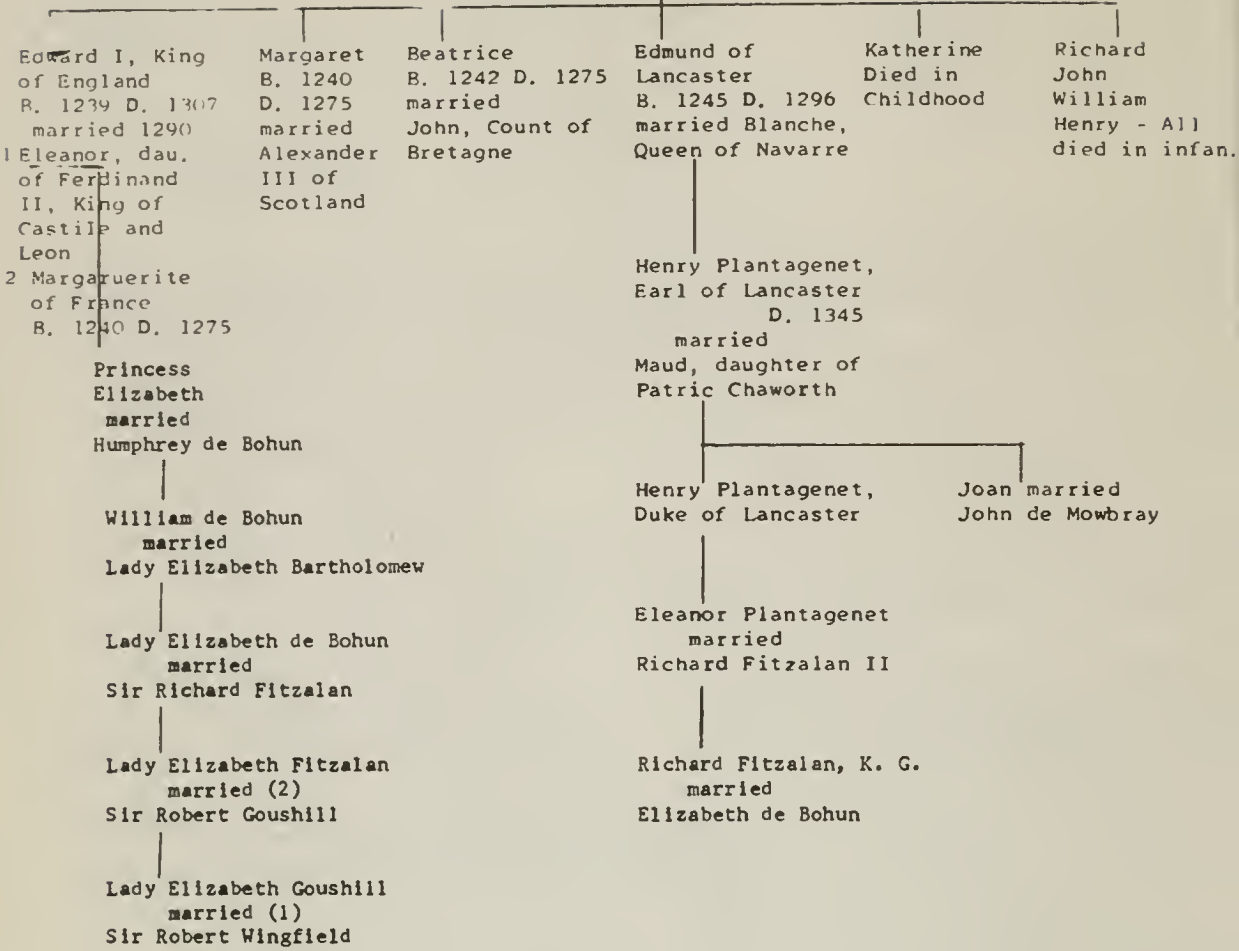 Edward I, King
of England
B. 1239 D. 1307
married 1290
1 Eleanor, dau.
of Ferdinand
II, King of
Castile and
Leon
2 Margaruerite
of France
B. 1240 D. 1275
Margaret
B. 1240
D. 1275
married
Alexander
III of
Scotland
Beatrice
B. 1242 D. 1275
married
John, Count of
Bretagne
Edmund of
Lancaster
B. 1245 D. 1296
married Blanche,
Queen of Navarre
Katherine
Died in
Childhood
Richard
John
William
Henry - All
died in infan.
Princess
Elizabeth
married
Humphrey de Bohun
William de Bohun
married
Lady Elizabeth Bartholomew
Lady Elizabeth de Bohun
married
Sir Richard Fitzalan
Lady Elizabeth Fitzalan
married (2)
Sir Robert Goushill
Lady Elizabeth Goushill
married (1)
Sir Robert Wingfield
Henry Plantagenet,
Earl of Lancaster
D. 1345
married
Maud, daughter of
Patric Chaworth
Henry Plantagenet,
Duke of Lancaster
Joan married
John de Mowbray
Eleanor Plantagenet
married
Richard Fitzalan II
Richard Fitzalan, K. G.
married
Elizabeth de Bohun